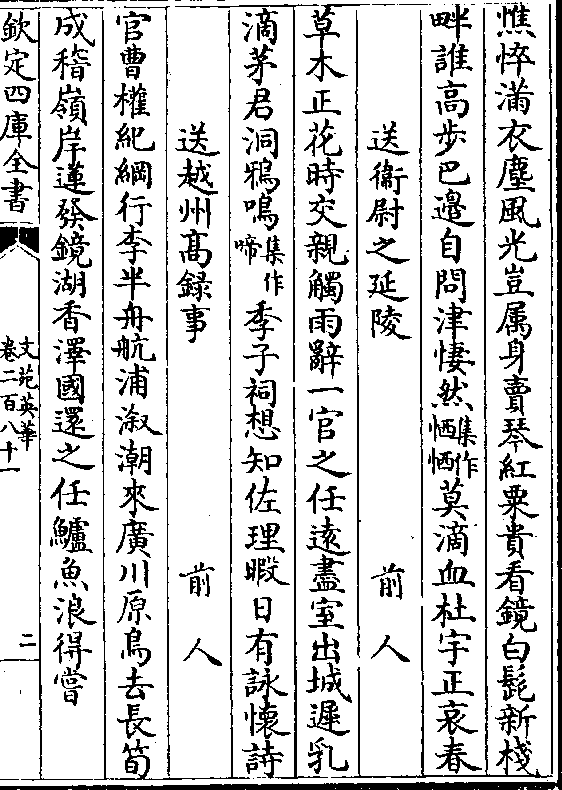 憔悴滿衣塵風光豈属身賣琴紅粟貴看鏡白髭新棧
畔誰高步巴邊自問津悽然集作恓恓莫滴血杜宇正哀春
送衞尉之延陵 前人
草木正花時交親觸雨辭一官之任逺盡室出城遲乳
滴茅君洞鵶鳴集作啼季子祠想知佐理暇日有詠懷詩
送越州髙録事 前人
官曹權紀綱行李半舟航浦溆潮來廣川原鳥去長筍
成稽嶺岸蓮發鏡湖香澤國還之任鱸魚浪得嘗
欽定四庫全書
文苑英華
卷二百八十一
二